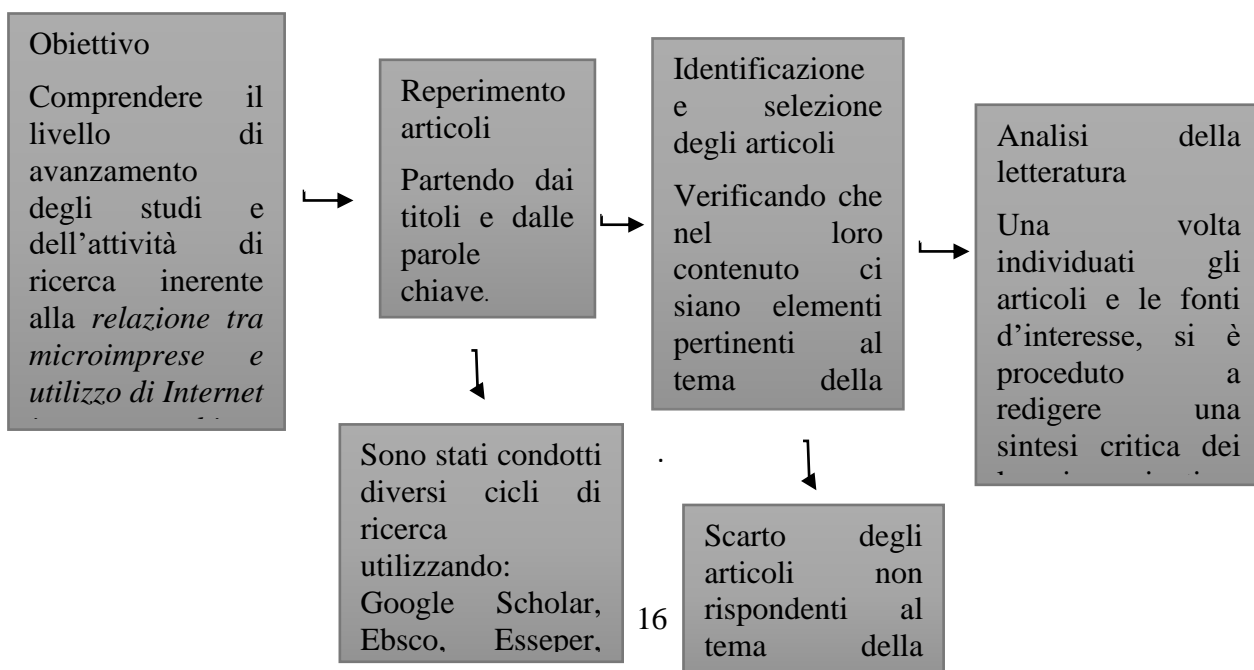 Obiettivo
Comprendere il
livello di
avanzamento
degli studi e
dell’attività di
ricerca inerente
alla relazione tra
microimprese e
utilizzo di Internet
Reperimento
articoli
Partendo dai
titoli e dalle
parole
chiave.
Sono stati condotti
diversi cicli di
ricerca
utilizzando:
Google Scholar,
Ebsco, Esseper,
Identificazione
e selezione
degli articoli
Verificando che
nel loro
contenuto ci
siano elementi
pertinenti al
tema della
.
Scarto degli
articoli non
rispondenti al
tema della
Analisi della
letteratura
Una volta
individuati gli
articoli e le fonti
d’interesse, si è
proceduto a
redigere una
sintesi critica dei
16